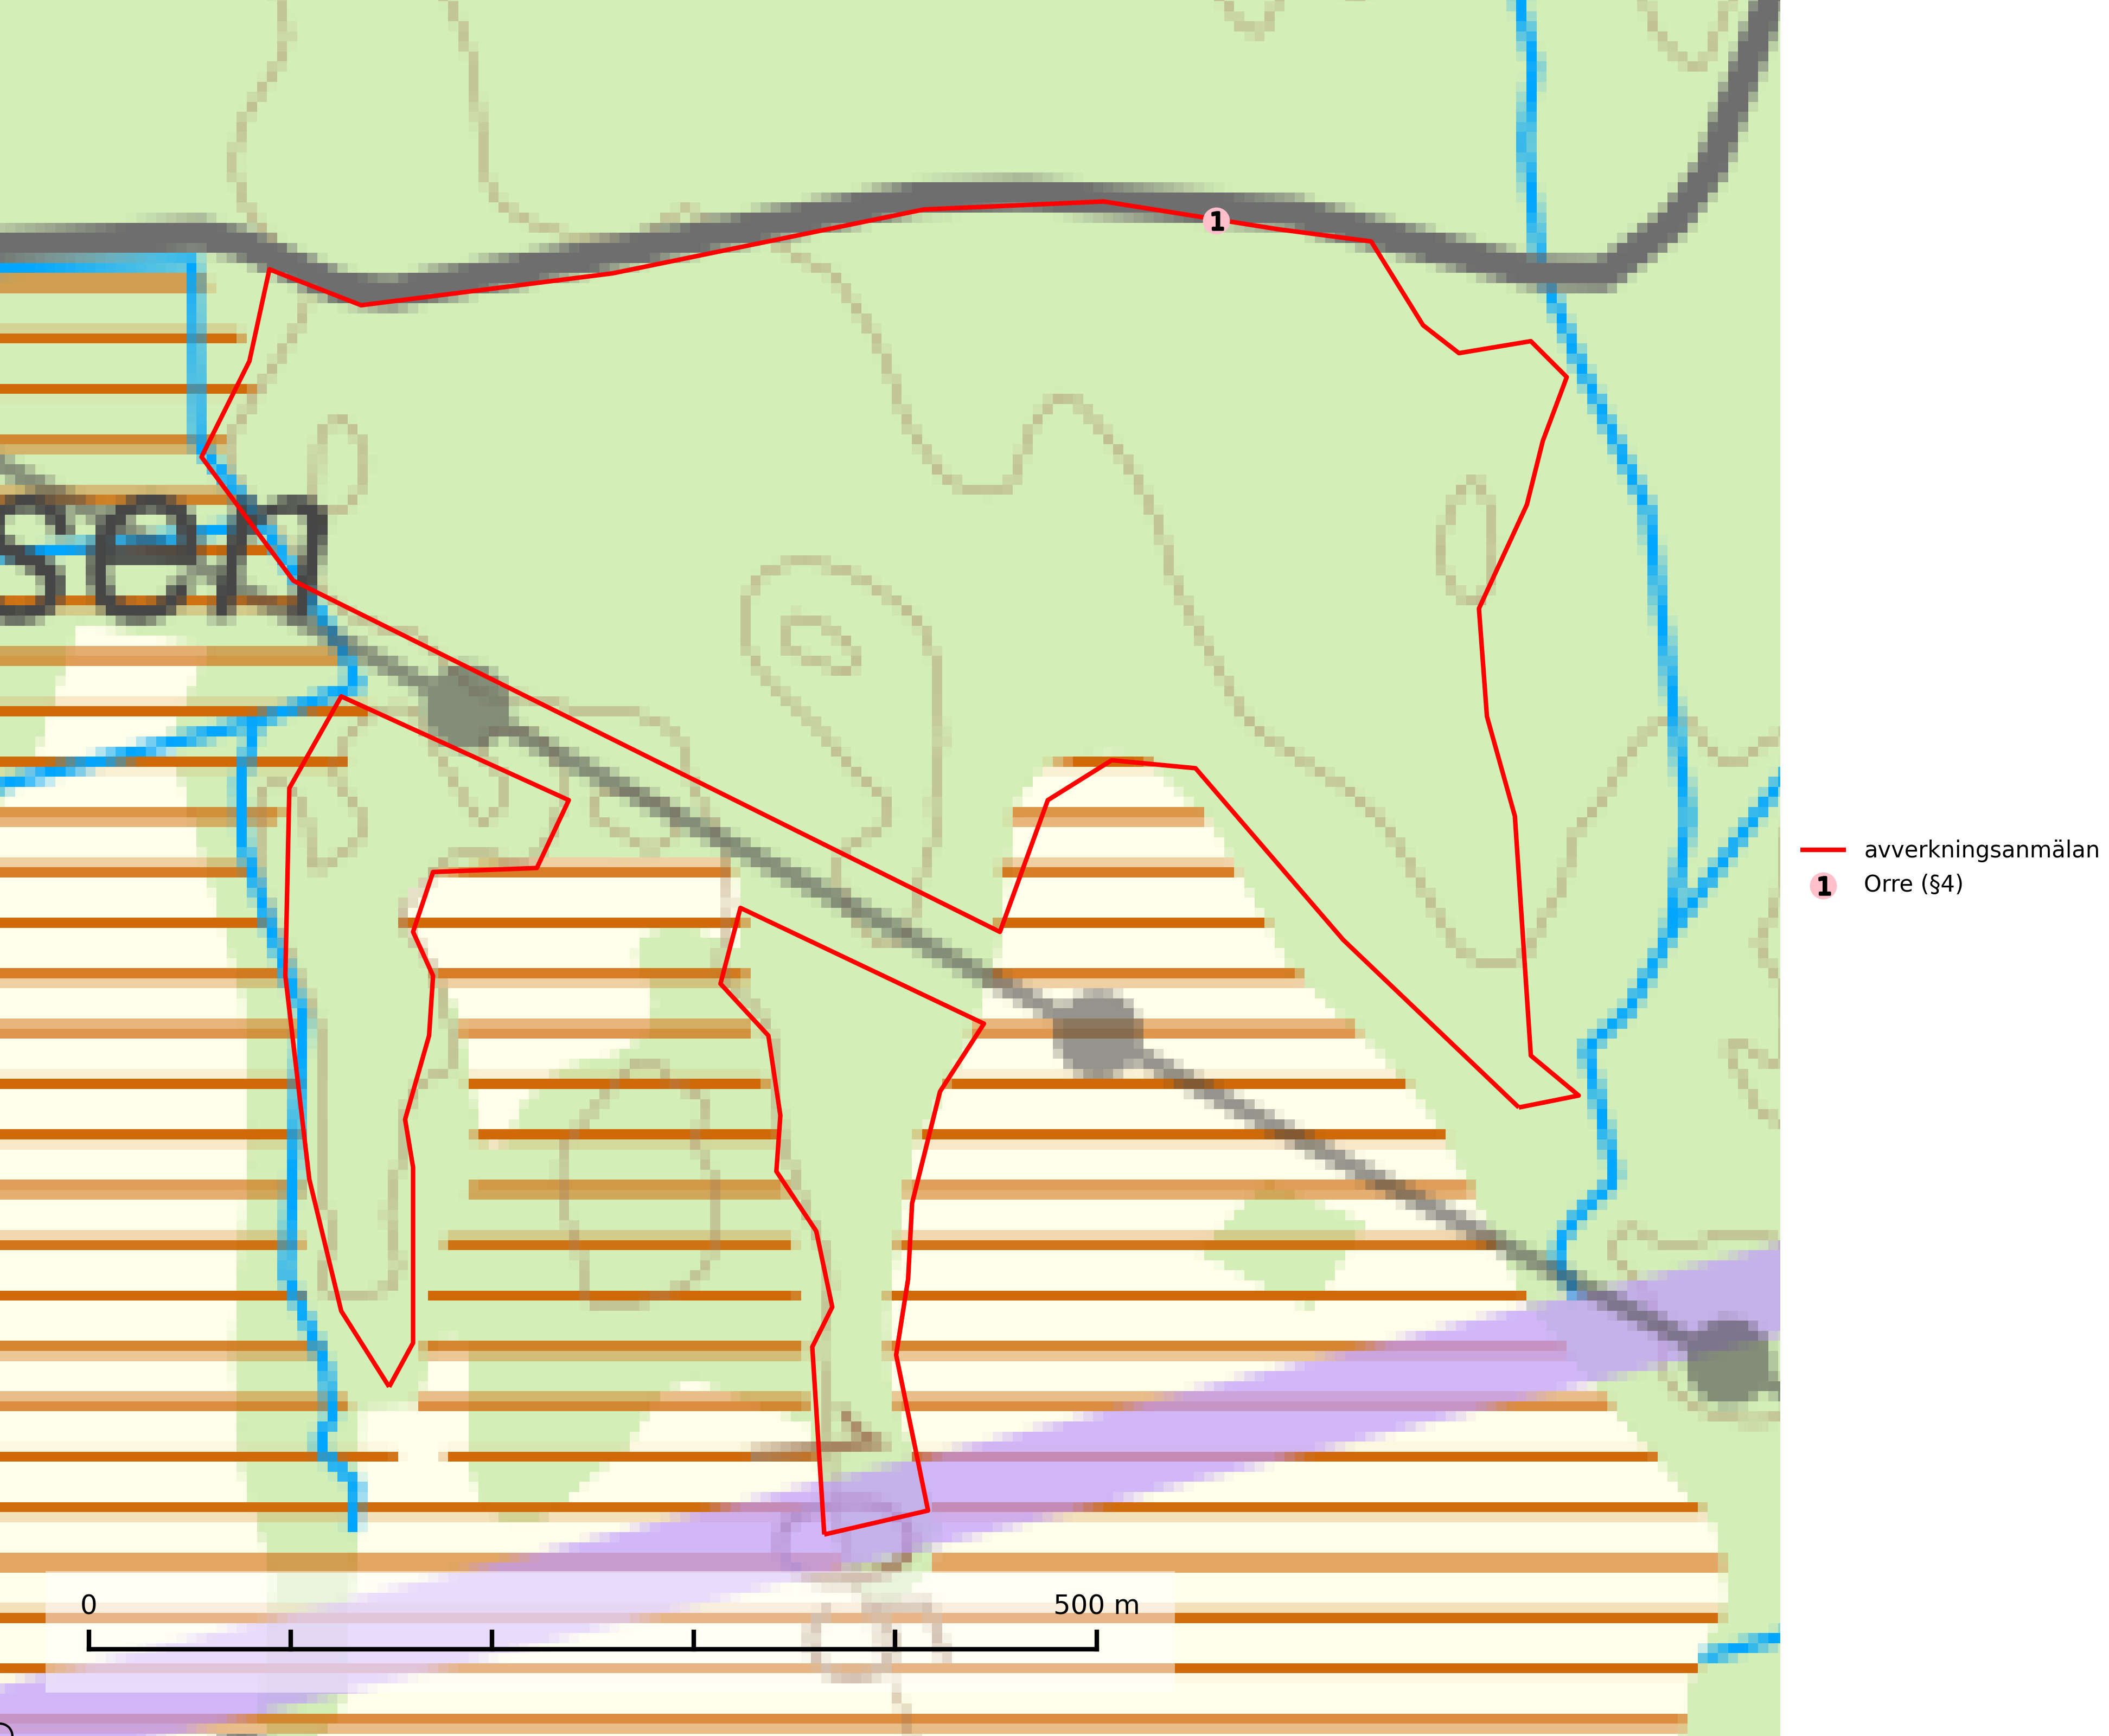 1
sen
avverkningsanmälan
1 Orre (§4)
0 500 m